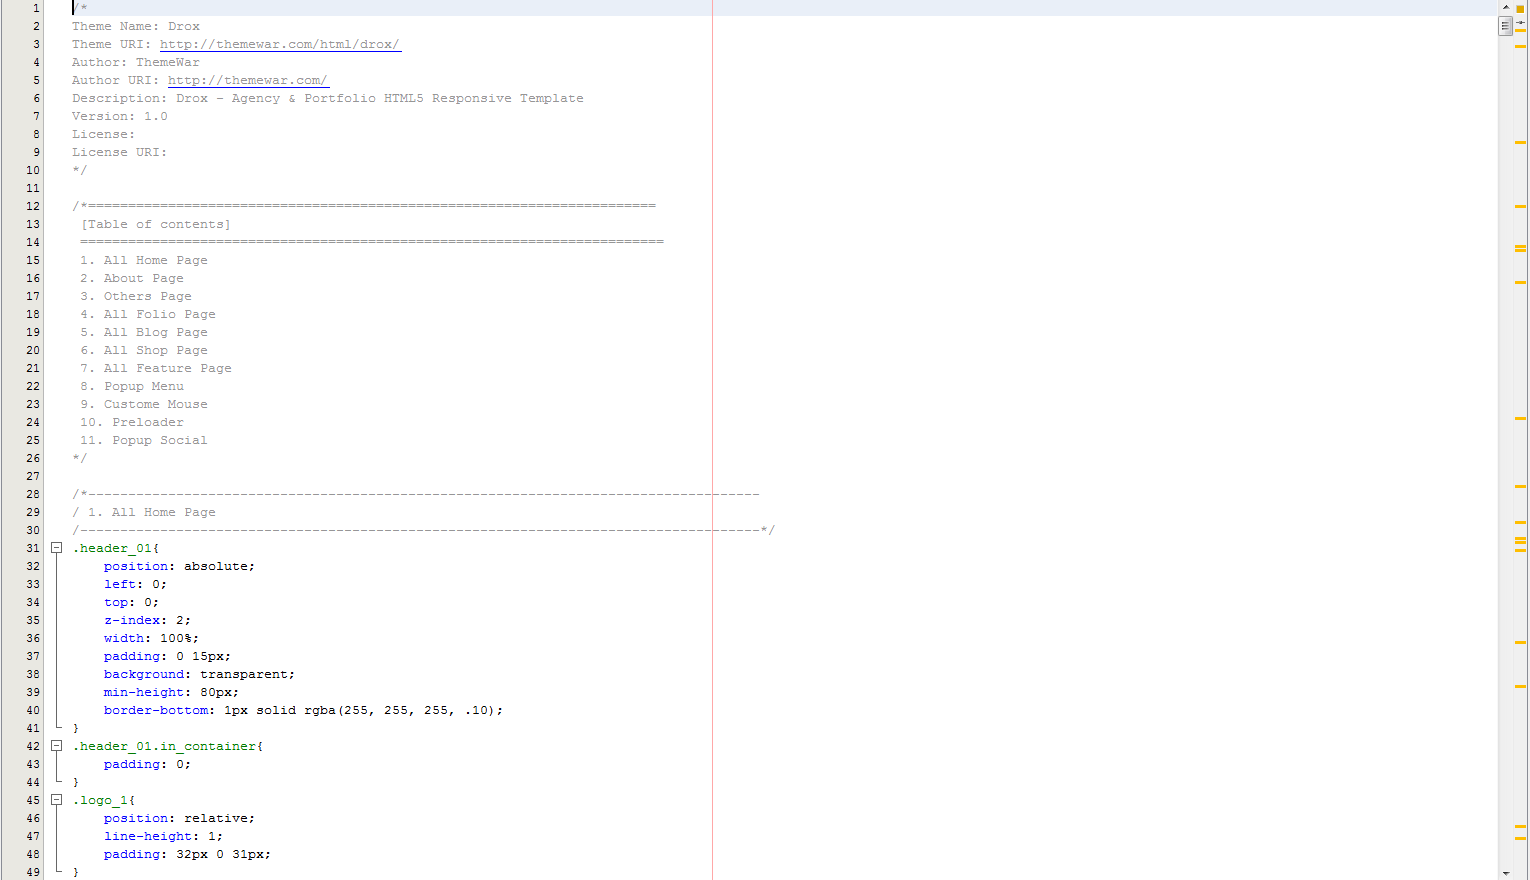 1 /*
2 Theme Name: Drox
3 Theme URI: http://themewar.com/html/drox/
4 Author: ThemeWar
5 Author URI: http://themewar.com/
6 Description: Drox - Agency & Portfolio HTML5 Responsive Template
7 Version: 1.0
8 License:
9 License URI:
10 */
11
12 /*=======================================================================
13 [Table of contents]
14 =========================================================================
15 1. All Home Page
16 2. About Page
17 3. Others Page
18 4. All Folio Page
19 5. All Blog Page
20 6. All Shop Page
21 7. All Feature Page
22 8. Popup Menu
23 9. Custome Mouse
24 10. Preloader
25 11. Popup Social
26 */
27
28 /*------------------------------------------------------------------------------------
29 / 1. All Home Page
30 /-------------------------------------------------------------------------------------*/
31 .header_01{
32 position: absolute;
33 left: 0;
34 top: 0;
35 z-index: 2;
36 width: 100%;
37 padding: 0 15px;
38 background: transparent;
39 min-height: 80px;
40 border-bottom: 1px solid rgba(255, 255, 255, .10);
41 }
42 .header_01.in_container{
43 padding: 0;
44 }
45 .logo_1{
46 position: relative;
47 line-height: 1;
48 padding: 32px 0 31px;
49 }